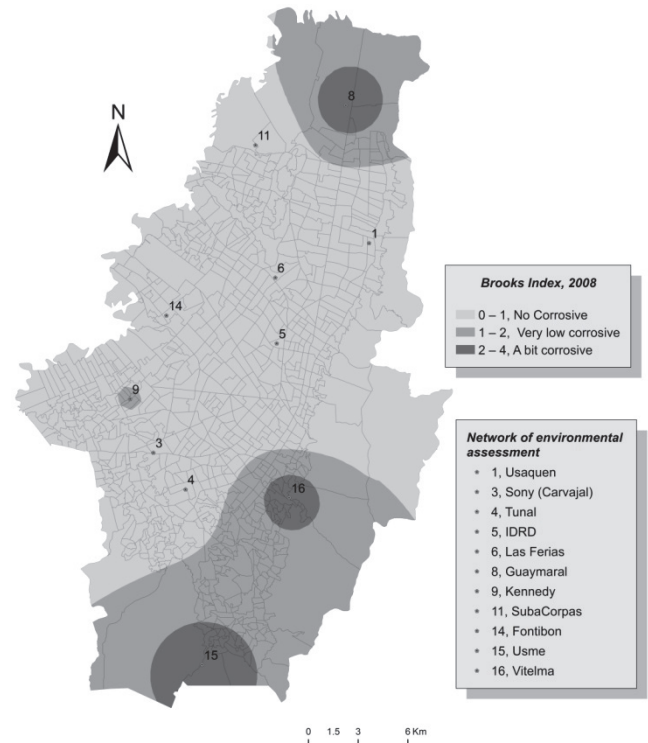 8
N
11
1
6
14
5
9
3
4
16
15
Brooks Index, 2008
0 – 1, No Corrosive
1 – 2, Very low corrosive
2 – 4, A bit corrosive
Network of environmental
assessment
1, Usaquen
3, Sony (Carvajal)
4, Tunal
5, IDRD
6, Las Ferias
8, Guaymaral
9, Kennedy
11, SubaCorpas
14, Fontibon
15, Usme
16, Vitelma
0 1.5 3 6 Km